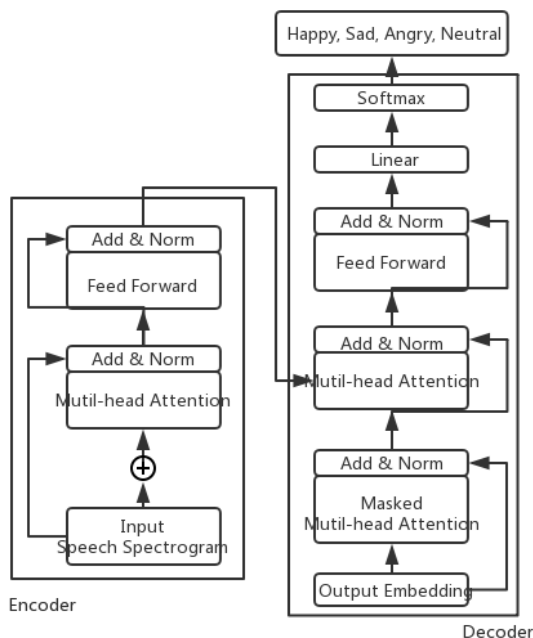 Happy, Sad, Angry, Neutral
Softmax
Linear
Add & Norm
Feed Forward
Add & Norm
Mutil-head Attention
Add & Norm
Masked
Mutil-head Attention
Output Embedding
Decoder
Add & Norm
Feed Forward
Add & Norm
Mutil-head Attention
Input
Speech Spectrogram
Encoder